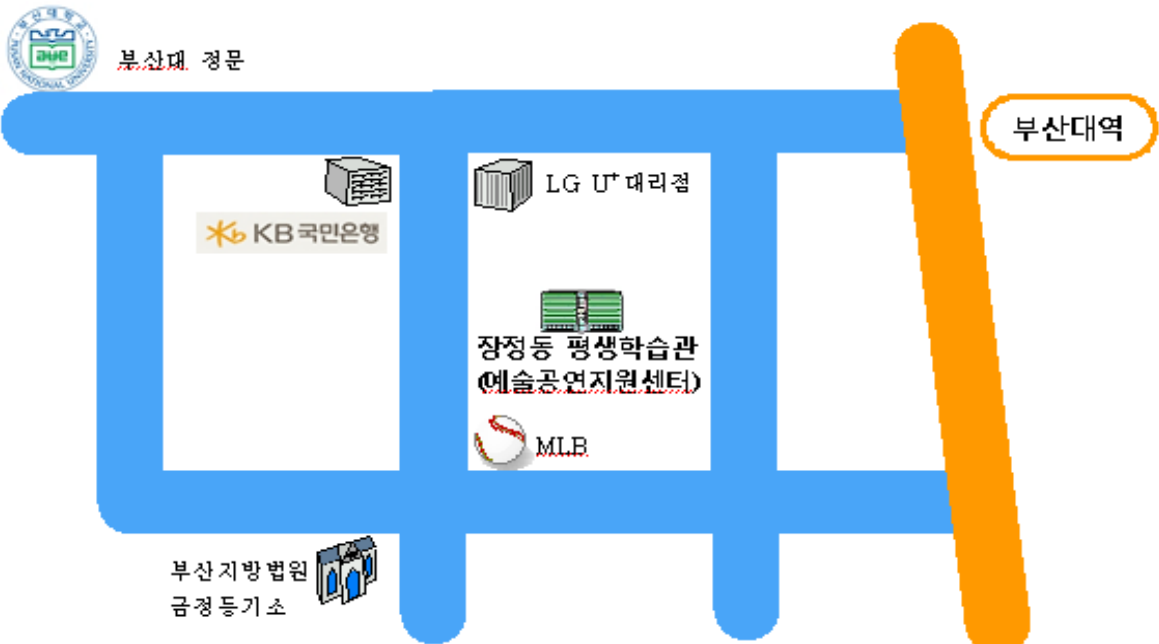 부산대 정문
부산대역
LG U+ 대리점
KB 국민은행
장정동 평생학습관
(예술공연지원센터)
MLB
부산지방법원
금정등기소